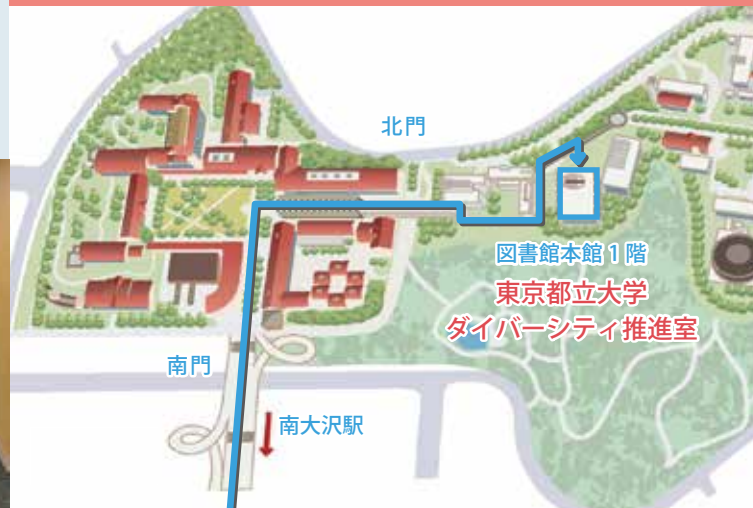 北門
図書館本館1階
東京都立大学
ダイバーシティ推進室
南門
南大沢駅